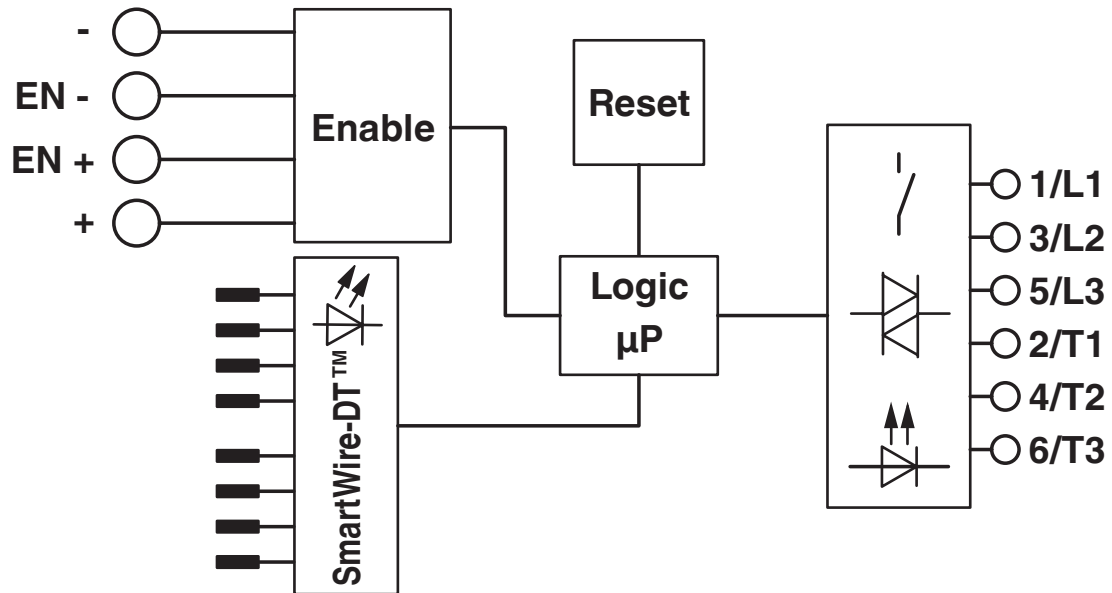 -
EN -
EN +
+
Enable
Reset
Logic
µP
SmartWire-DT™
1/L1
3/L2
5/L3
2/T1
4/T2
6/T3